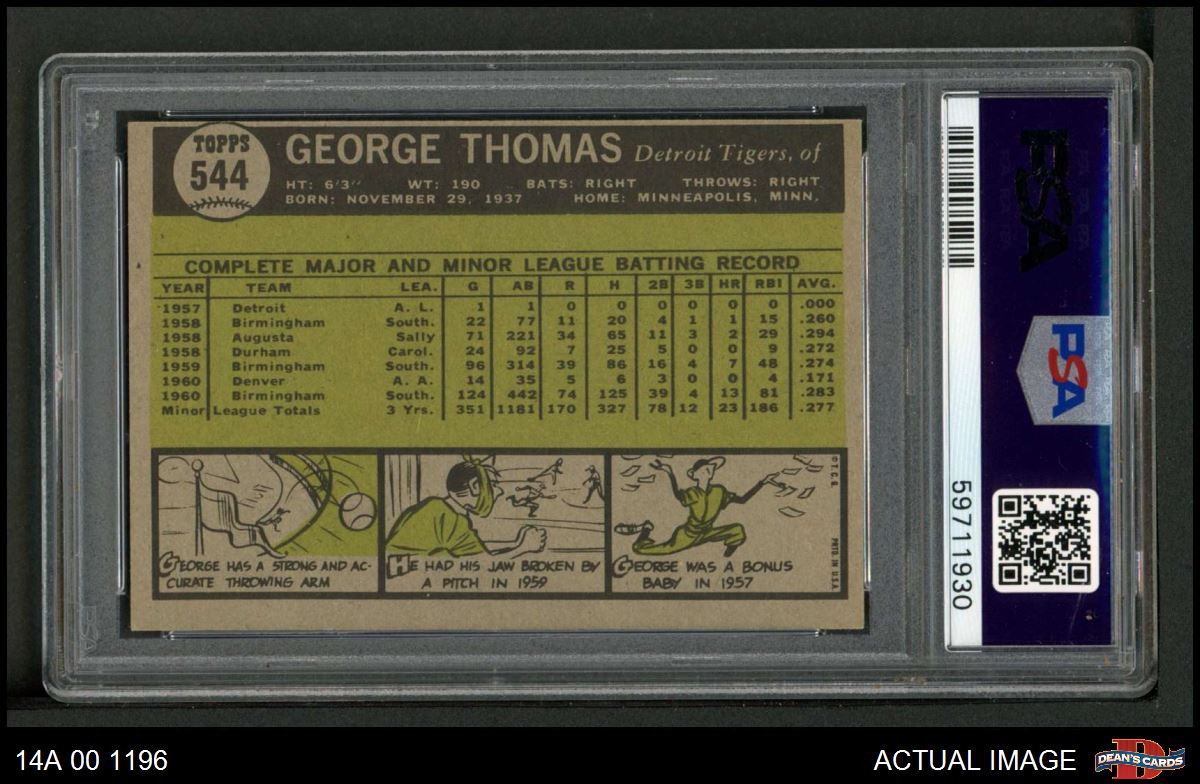 TOPPS
544
GEORGE THOMAS Detroit Tigers, of
HT: 6'3" WT: 190 BATS: RIGHT THROWS: RIGHT
BORN: NOVEMBER 29, 1937 HOME: MINNEAPOLIS, MINN.
COMPLETE MAJOR AND MINOR LEAGUE BATTING RECORD
YEAR TEAM LEA. G AB R H 2B 3B HR RBI AVG.
1957 Detroit A. L. 1 1 0 0 0 0 0 0 .000
1958 Birmingham South. 22 77 11 20 4 1 1 15 .260
1958 Augusta Sally 71 221 34 65 11 3 2 29 .294
1958 Durham Carol. 24 92 7 25 5 0 0 9 .272
1959 Birmingham South. 96 314 39 86 16 4 7 48 .274
1960 Denver A. A. 14 35 5 6 3 0 0 4 .171
1960 Birmingham South. 124 442 74 125 39 4 13 81 .283
Minor League Totals 3 Yrs. 351 1181 170 327 78 12 23 186 .277
GEORGE HAS A STRONG AND AC-
CURATE THROWING ARM
HE HAD HIS JAW BROKEN BY
A PITCH IN 1959
GEORGE WAS A BONUS
BABY IN 1957
© T.C.G.
PRTD. IN U.S.A.
PSA
PSA
59711930
14A 00 1196
ACTUAL IMAGE
DEAN'S CARDS